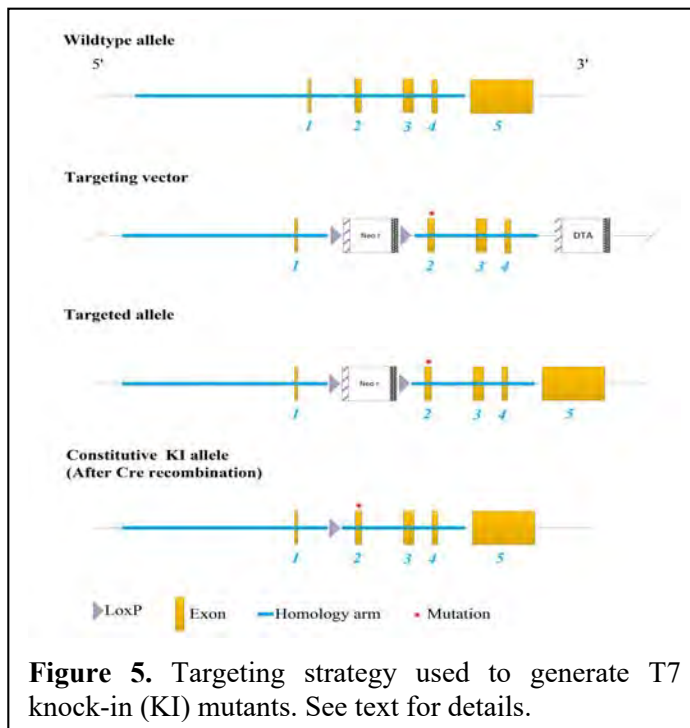 Wildtype allele
5'
3'
1 2 3 4 5
Targeting vector
Neo r
DTA
1 2 3 4
Targeted allele
Neo r
1 2 3 4 5
Constitutive KI allele
(After Cre recombination)
1 2 3 4 5
LoxP Exon Homology arm Mutation
Figure 5. Targeting strategy used to generate T7
knock-in (KI) mutants. See text for details.